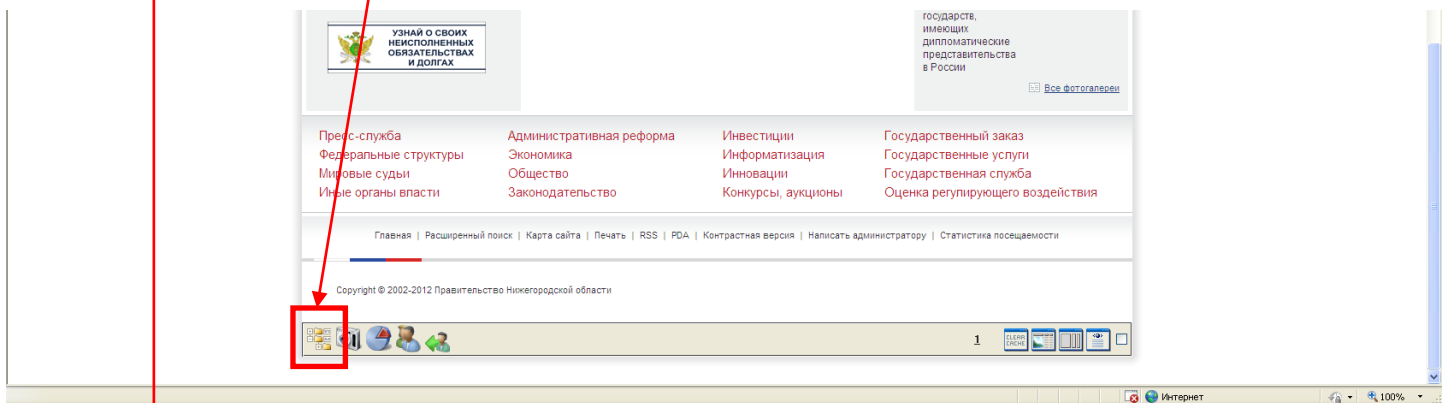 УЗНАЙ О СВОИХ
НЕИСПОЛНЕННЫХ
ОБЯЗАТЕЛЬСТВАХ
И ДОЛГАХ
государств,
имеющих
дипломатические
представительства
в России
Все фотогалереи
Пресс-служба
Федеральные структуры
Мировые судьи
Иные органы власти
Административная реформа
Экономика
Общество
Законодательство
Инвестиции
Информатизация
Инновации
Конкурсы, аукционы
Государственный заказ
Государственные услуги
Государственная служба
Оценка регулирующего воздействия
Главная | Расширенный поиск | Карта сайта | Печать | RSS | PDA | Контрастная версия | Написать администратору | Статистика посещаемости
Copyright © 2002-2012 Правительство Нижегородской области
1
CLEAR
CACHE
Интернет
100%